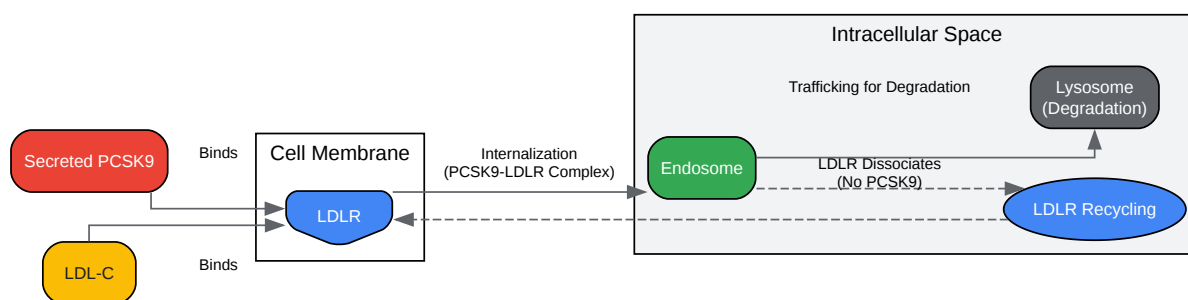 Intracellular Space
Trafficking for Degradation
Lysosome
(Degradation)
Secreted PCSK9
Binds
Cell Membrane
Internalization
(PCSK9-LDLR Complex)
Endosome
LDLR Dissociates
(No PCSK9)
LDLR
LDLR Recycling
LDL-C
Binds